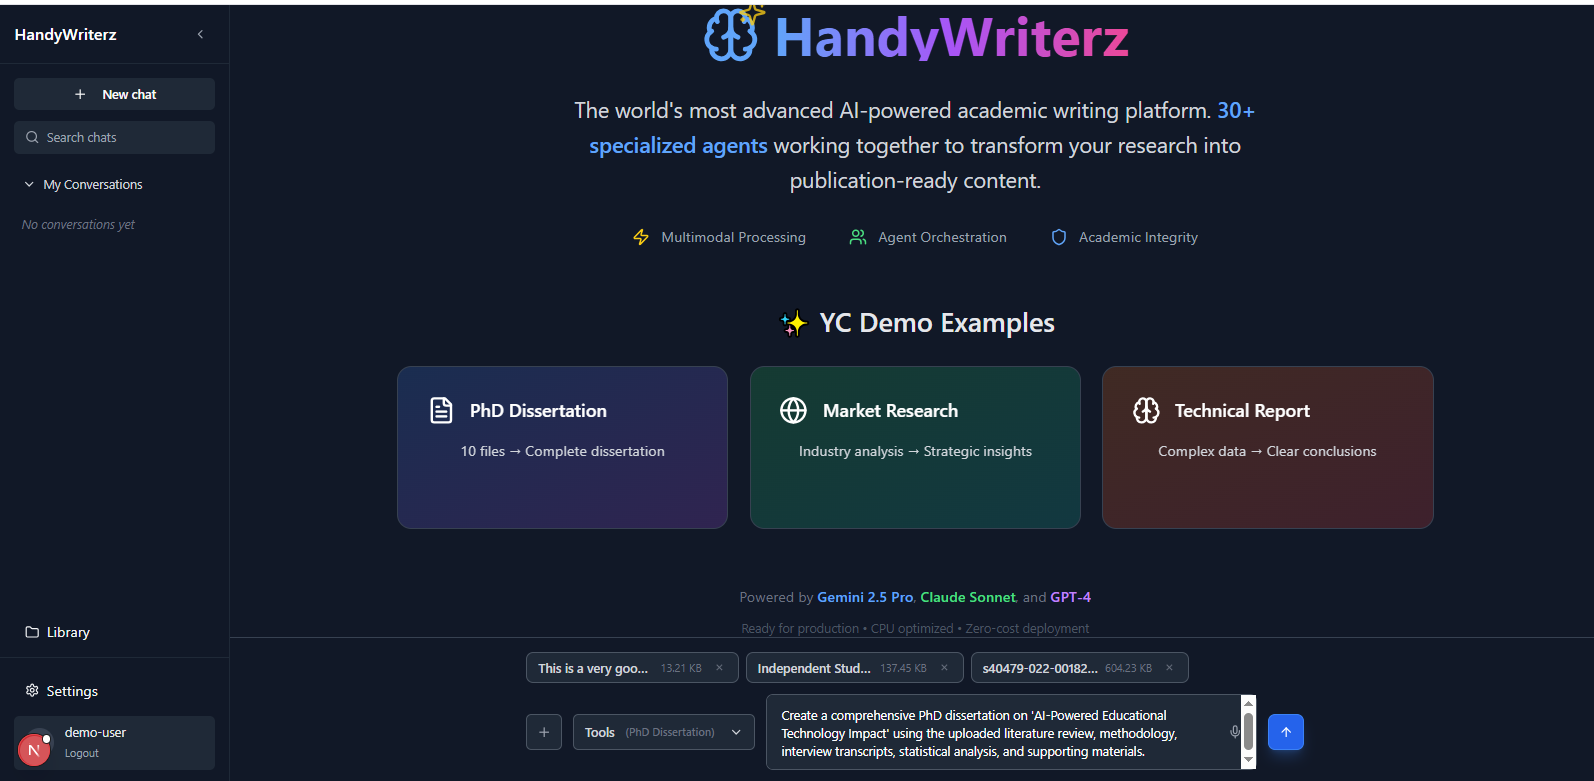 HandyWriterz
New chat
Search chats
My Conversations
No conversations yet
Library
Settings
N
demo-user
Logout
HandyWriterz
The world's most advanced AI-powered academic writing platform. 30+
specialized agents working together to transform your research into
publication-ready content.
Multimodal Processing
Agent Orchestration
Academic Integrity
✨ YC Demo Examples
PhD Dissertation
10 files → Complete dissertation
Market Research
Industry analysis → Strategic insights
Technical Report
Complex data → Clear conclusions
Powered by Gemini 2.5 Pro, Claude Sonnet, and GPT-4
Ready for production • CPU optimized • Zero-cost deployment
This is a very goo... 13.21 KB ×
Independent Stud... 137.45 KB ×
s40479-022-00182... 604.23 KB ×
Tools (PhD Dissertation)
Create a comprehensive PhD dissertation on 'AI-Powered Educational
Technology Impact' using the uploaded literature review, methodology,
interview transcripts, statistical analysis, and supporting materials.